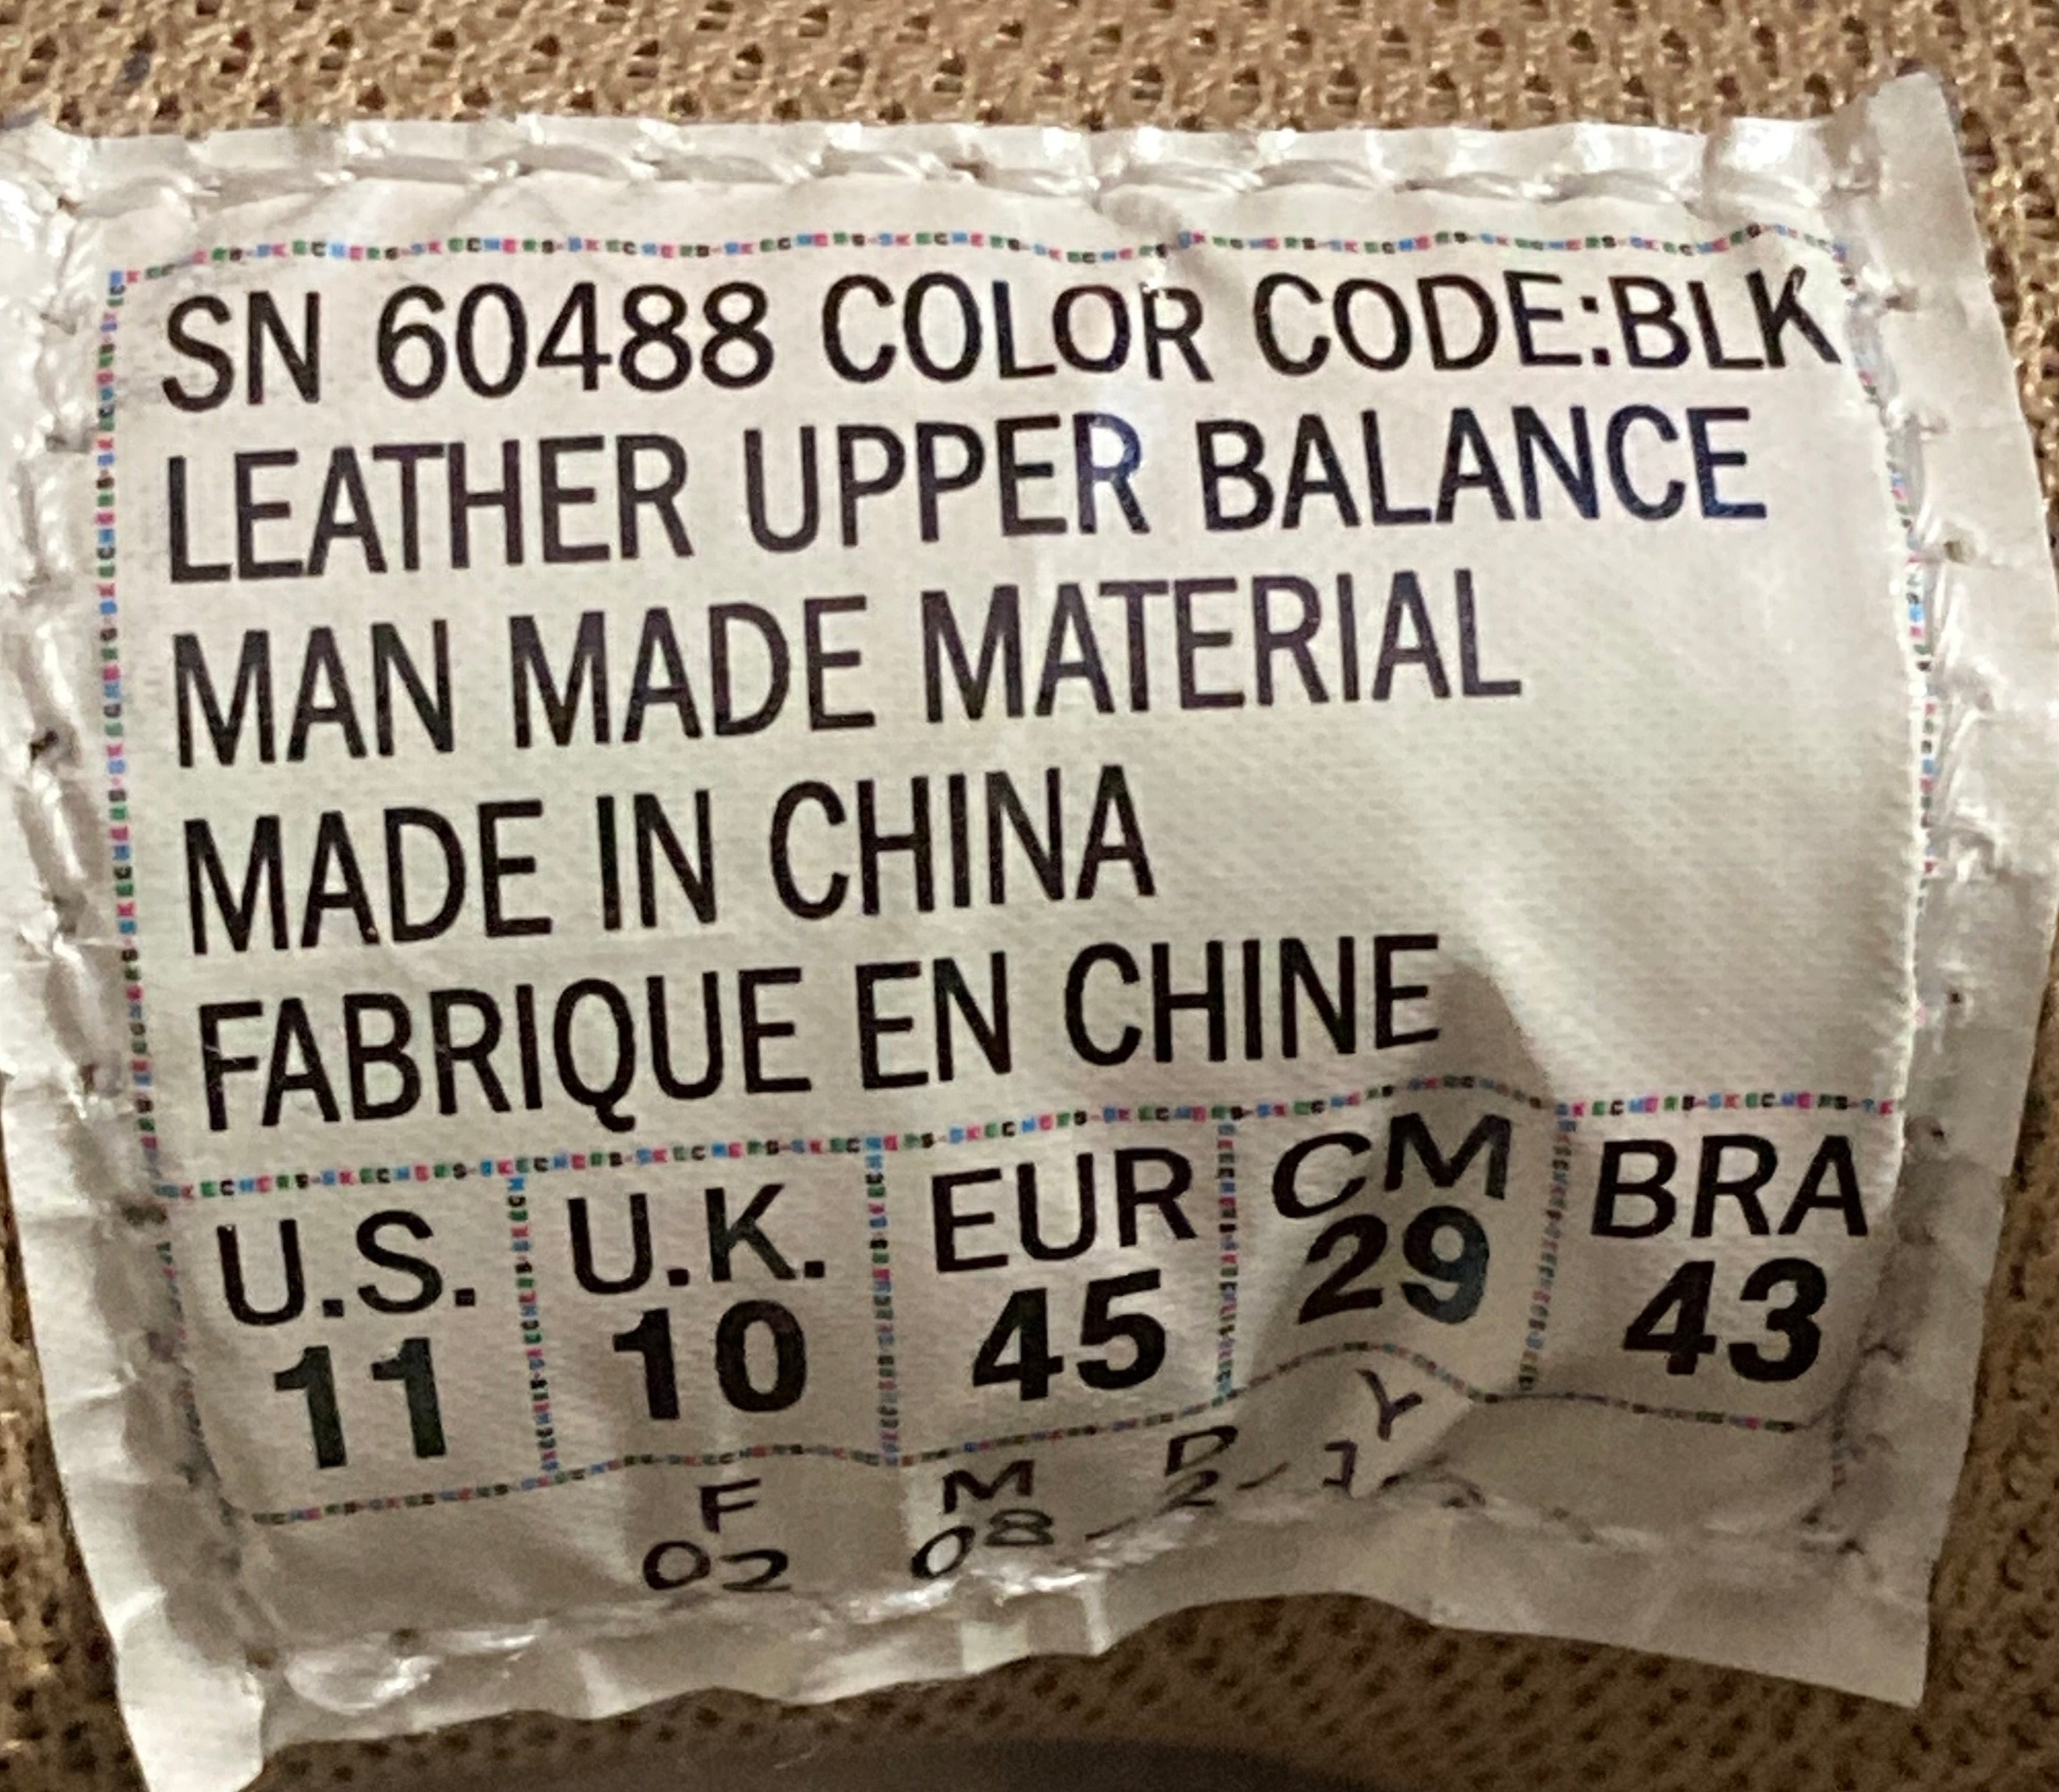 SN 60488 COLOR CODE:BLK
LEATHER UPPER BALANCE
MAN MADE MATERIAL
MADE IN CHINA
FABRIQUE EN CHINE
U.S. U.K. EUR CM BRA
11 10 45 29 43
F M D Y
02 08